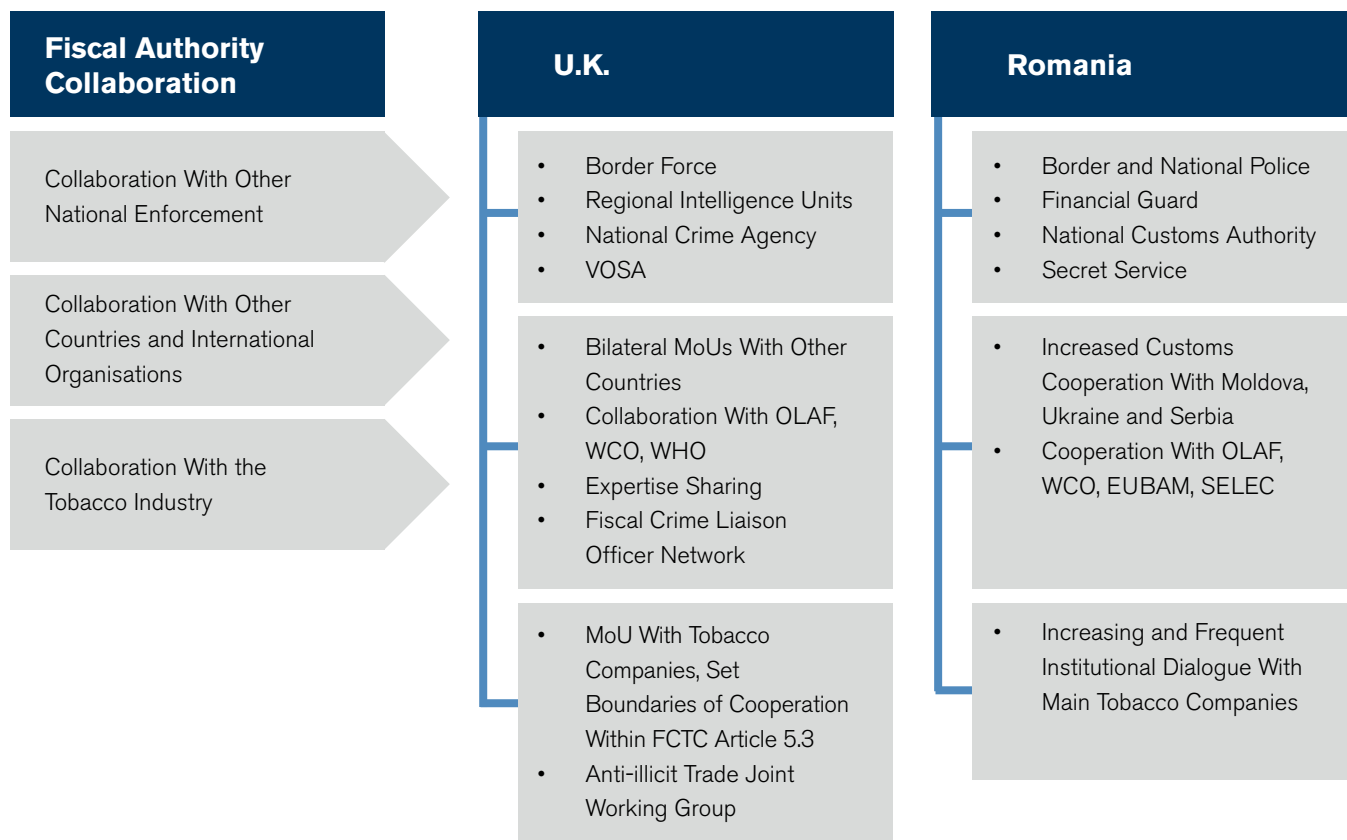 Fiscal Authority
Collaboration
Collaboration With Other
National Enforcement
Collaboration With Other
Countries and International
Organisations
Collaboration With the
Tobacco Industry
U.K.
• Border Force
• Regional Intelligence Units
• National Crime Agency
• VOSA
• Bilateral MoUs With Other
Countries
• Collaboration With OLAF,
WCO, WHO
• Expertise Sharing
• Fiscal Crime Liaison
Officer Network
• MoU With Tobacco
Companies, Set
Boundaries of Cooperation
Within FCTC Article 5.3
• Anti-illicit Trade Joint
Working Group
Romania
• Border and National Police
• Financial Guard
• National Customs Authority
• Secret Service
• Increased Customs
Cooperation With Moldova,
Ukraine and Serbia
• Cooperation With OLAF,
WCO, EUBAM, SELEC
• Increasing and Frequent
Institutional Dialogue With
Main Tobacco Companies